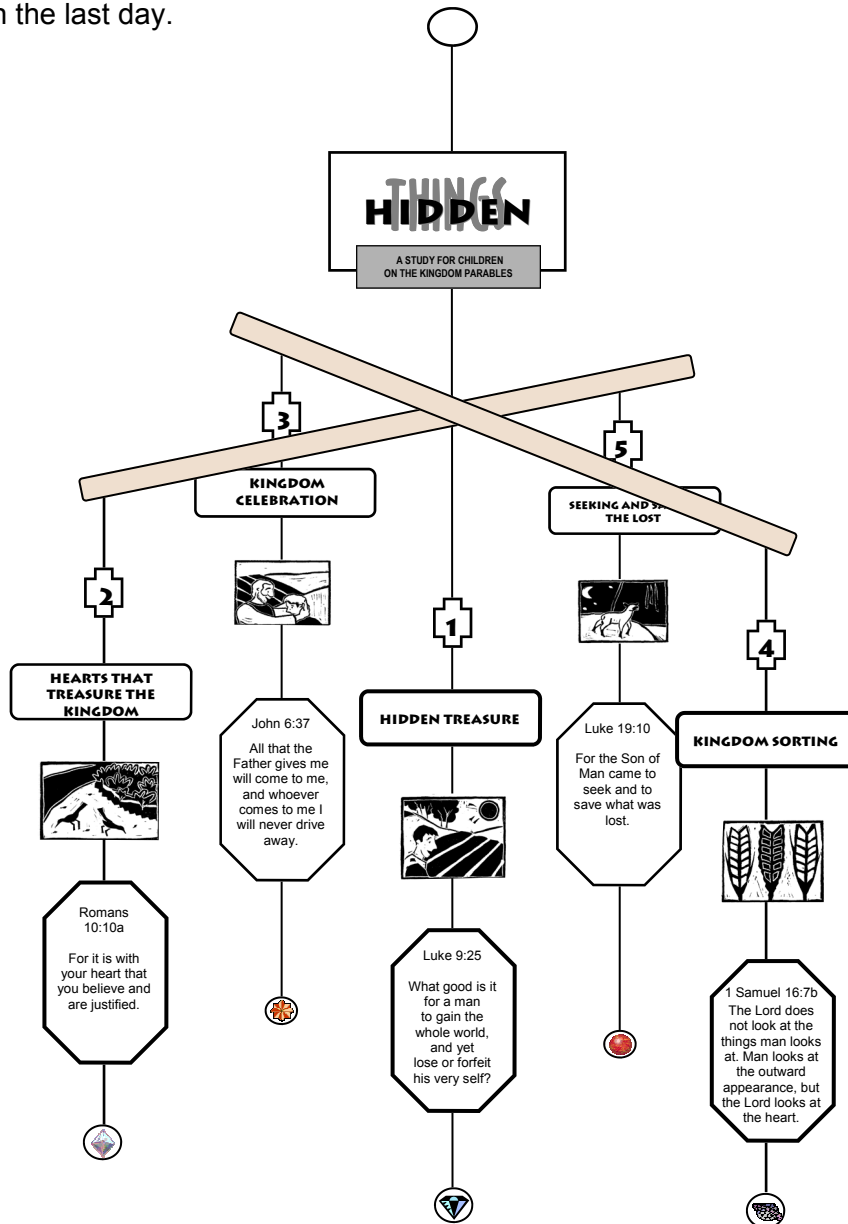 n the last day.
THINGS
HIDDEN
A STUDY FOR CHILDREN
ON THE KINGDOM PARABLES
3
KINGDOM
CELEBRATION
John 6:37
All that the
Father gives me
will come to me,
and whoever
comes to me I
will never drive
away.
5
SEEKING AND
THE LOST
Luke 19:10
For the Son of
Man came to
seek and to
save what was
lost.
2
HEARTS THAT
TREASURE THE
KINGDOM
Romans
10:10a
For it is with
your heart that
you believe and
are justified.
1
HIDDEN TREASURE
Luke 9:25
What good is it
for a man
to gain the
whole world,
and yet
lose or forfeit
his very self?
4
KINGDOM SORTING
1 Samuel 16:7b
The Lord does
not look at the
things man looks
at. Man looks at
the outward
appearance, but
the Lord looks at
the heart.